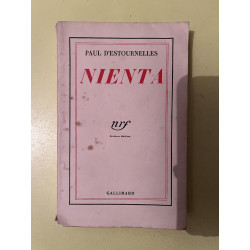 PAUL D'ESTOURNELLES
NIENTA
nrf
GALLIMARD